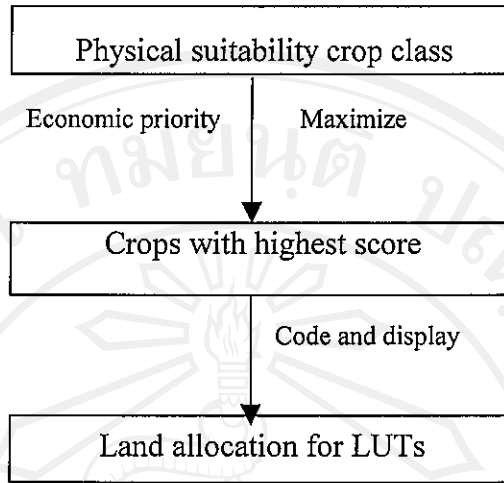 Physical suitability crop class
Economic priority Maximize
Crops with highest score
Code and display
Land allocation for LUTs